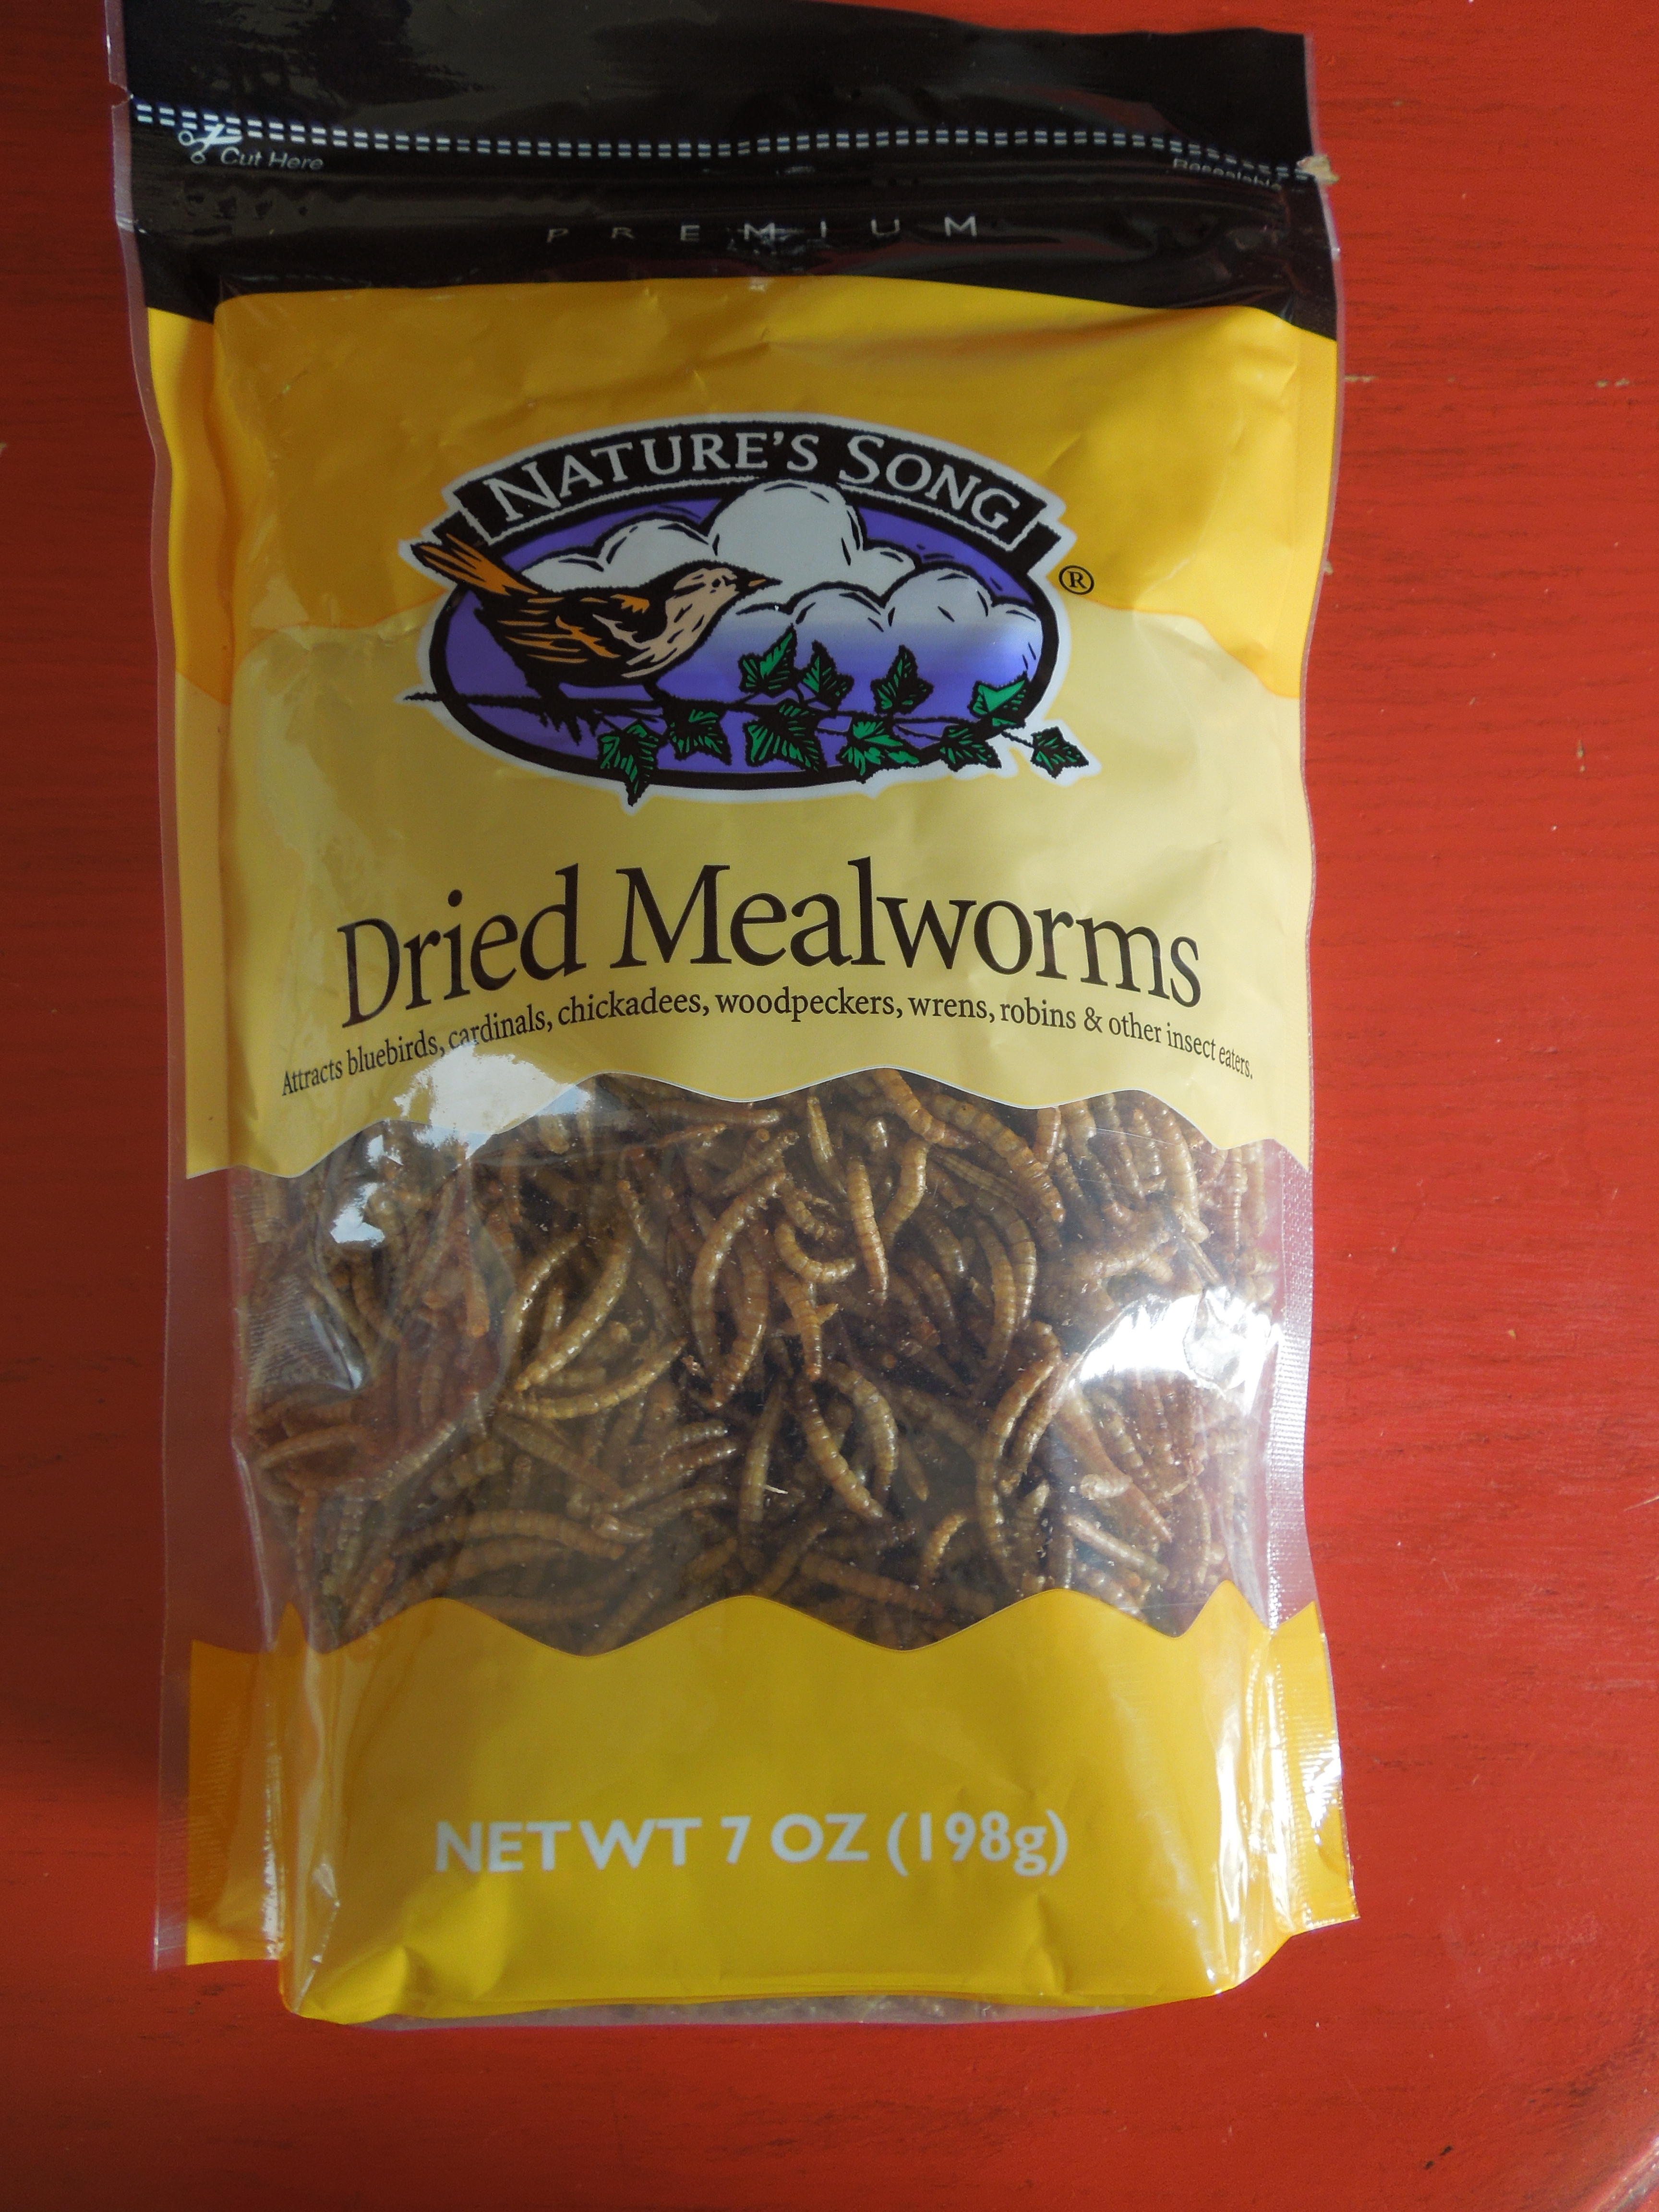 Cut Here
Resealable
PREMIUM
NATURE'S SONG
®
Dried Mealworms
Attracts bluebirds, cardinals, chickadees, woodpeckers, wrens, robins & other insect eaters.
NET WT 7 OZ (198g)